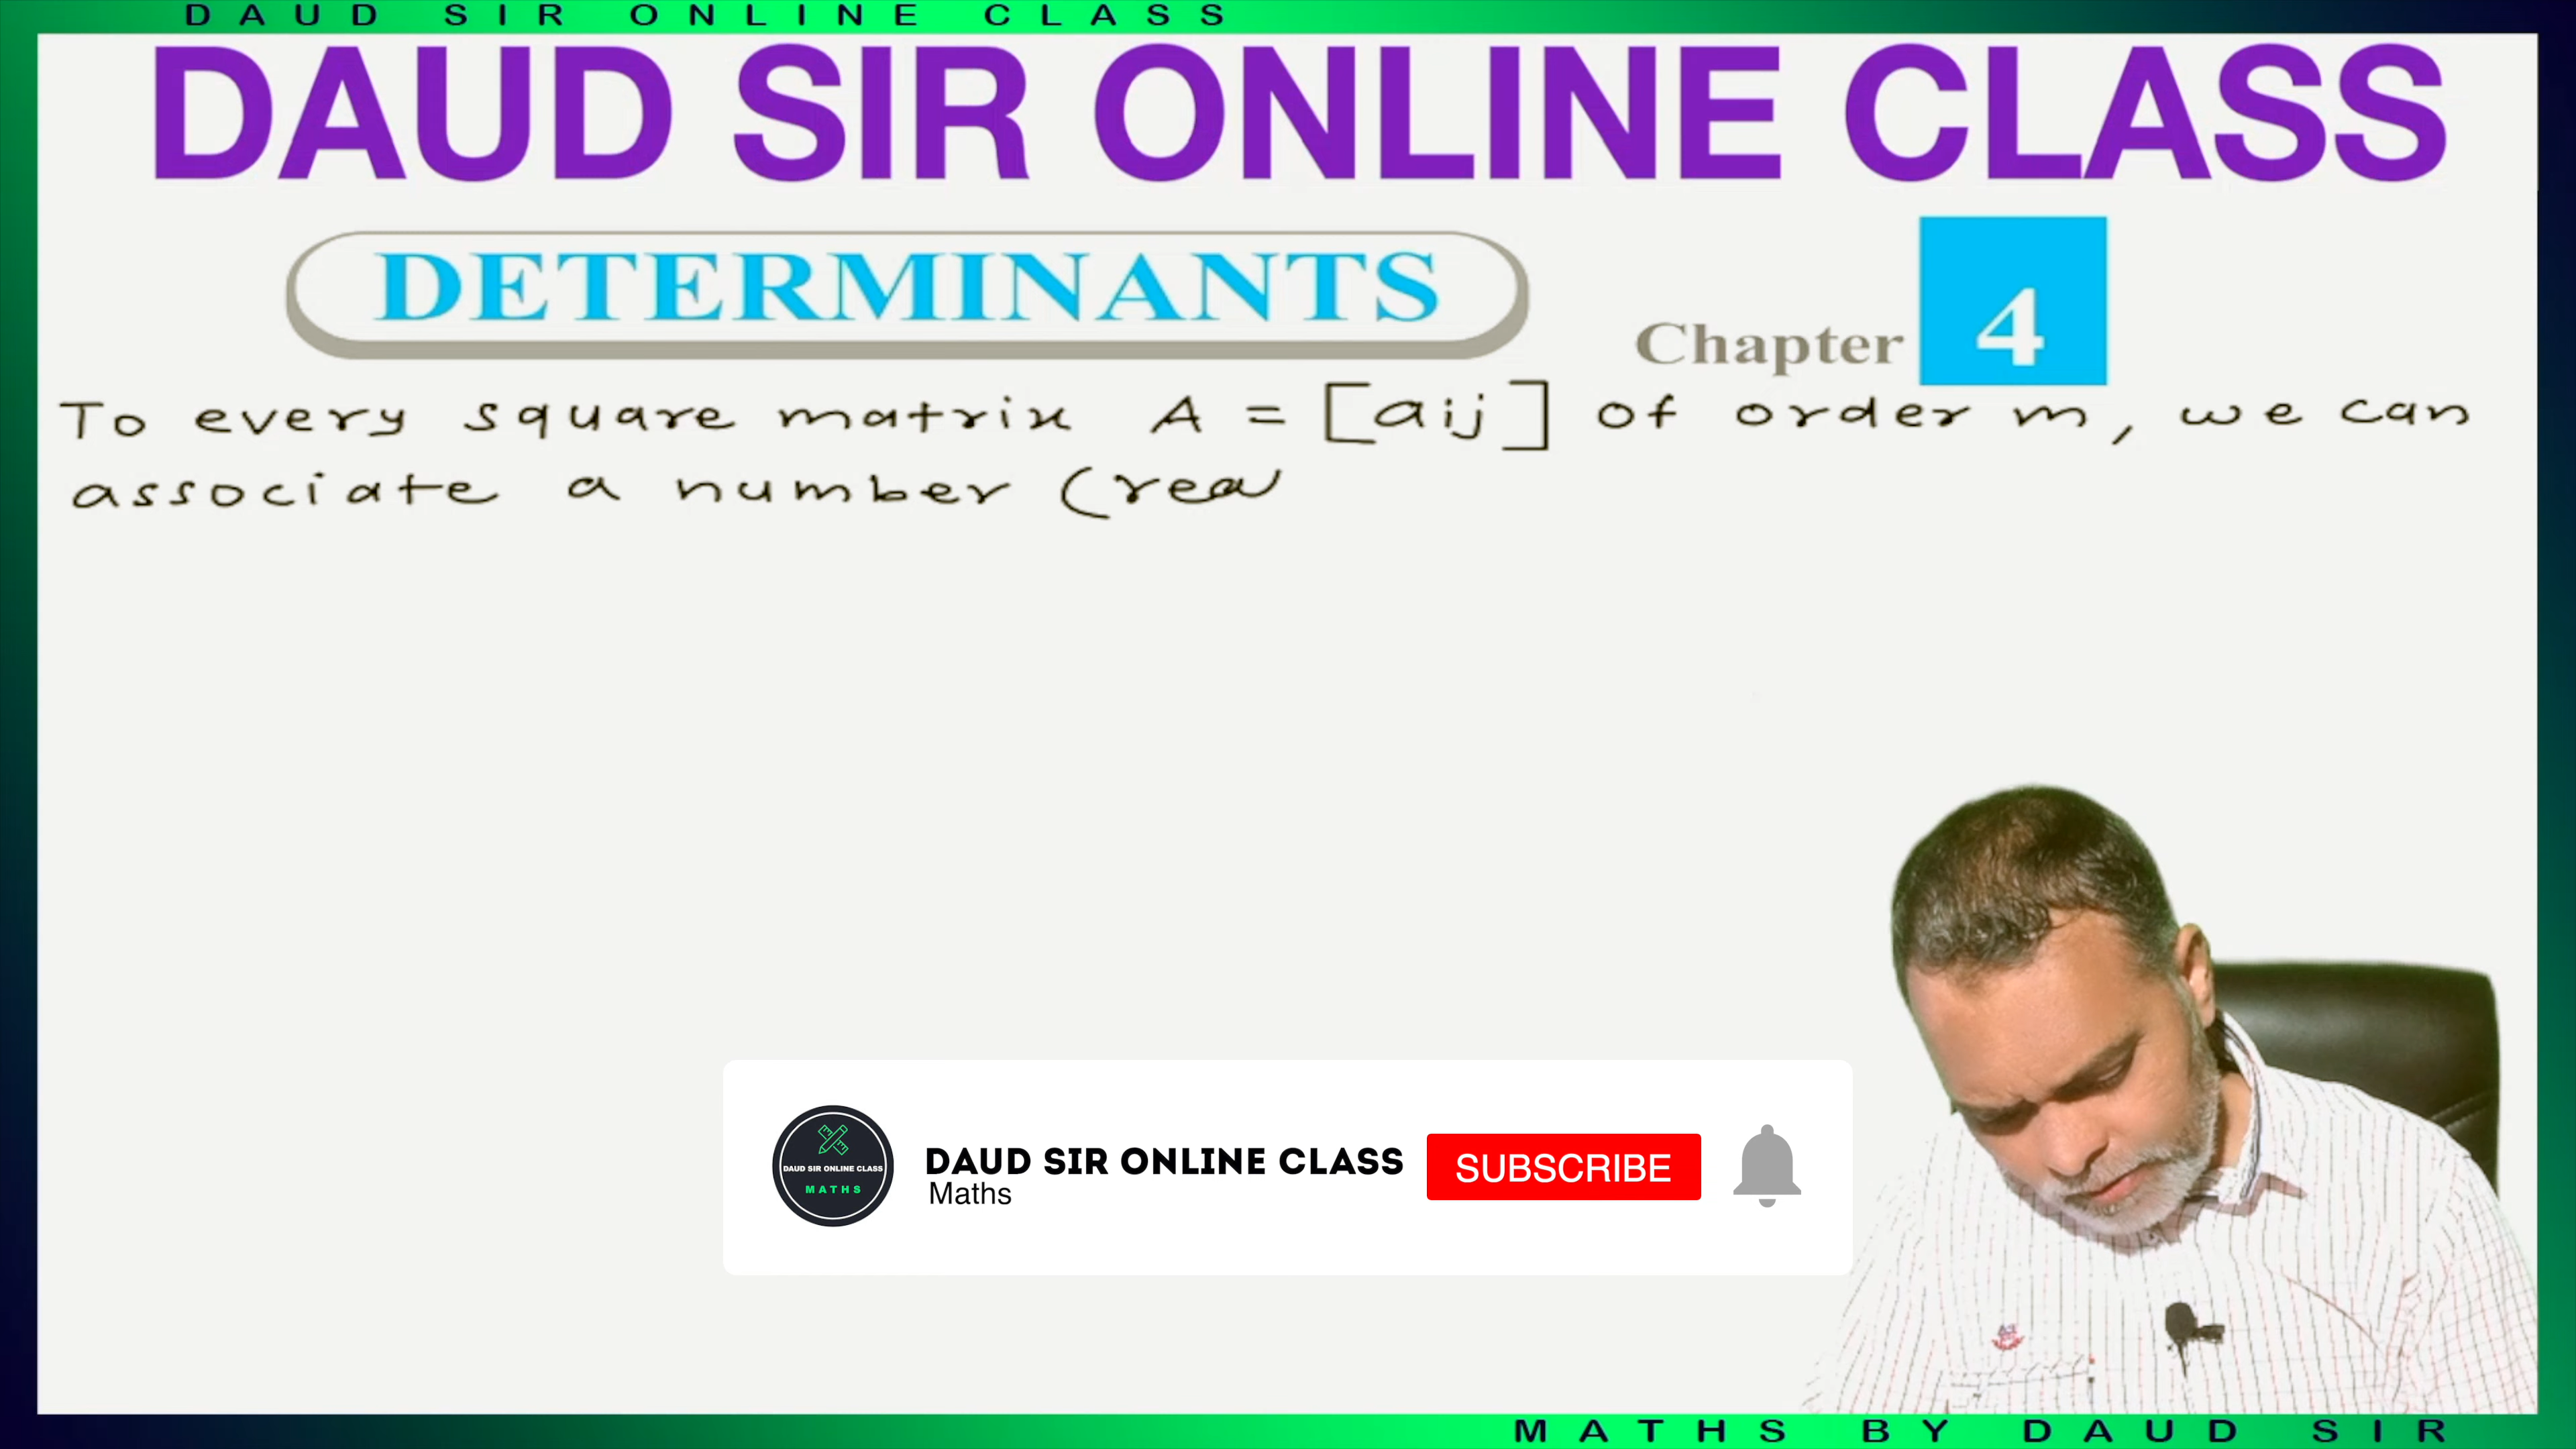 DAUD SIR ONLINE CLASS
DAUD SIR ONLINE CLASS
DETERMINANTS
Chapter 4
To every square matrix A = [aij] of order m, we can
associate a number (real
DAUD SIR ONLINE CLASS
MATHS
DAUD SIR ONLINE CLASS
Maths
SUBSCRIBE
MATHS BY DAUD SIR